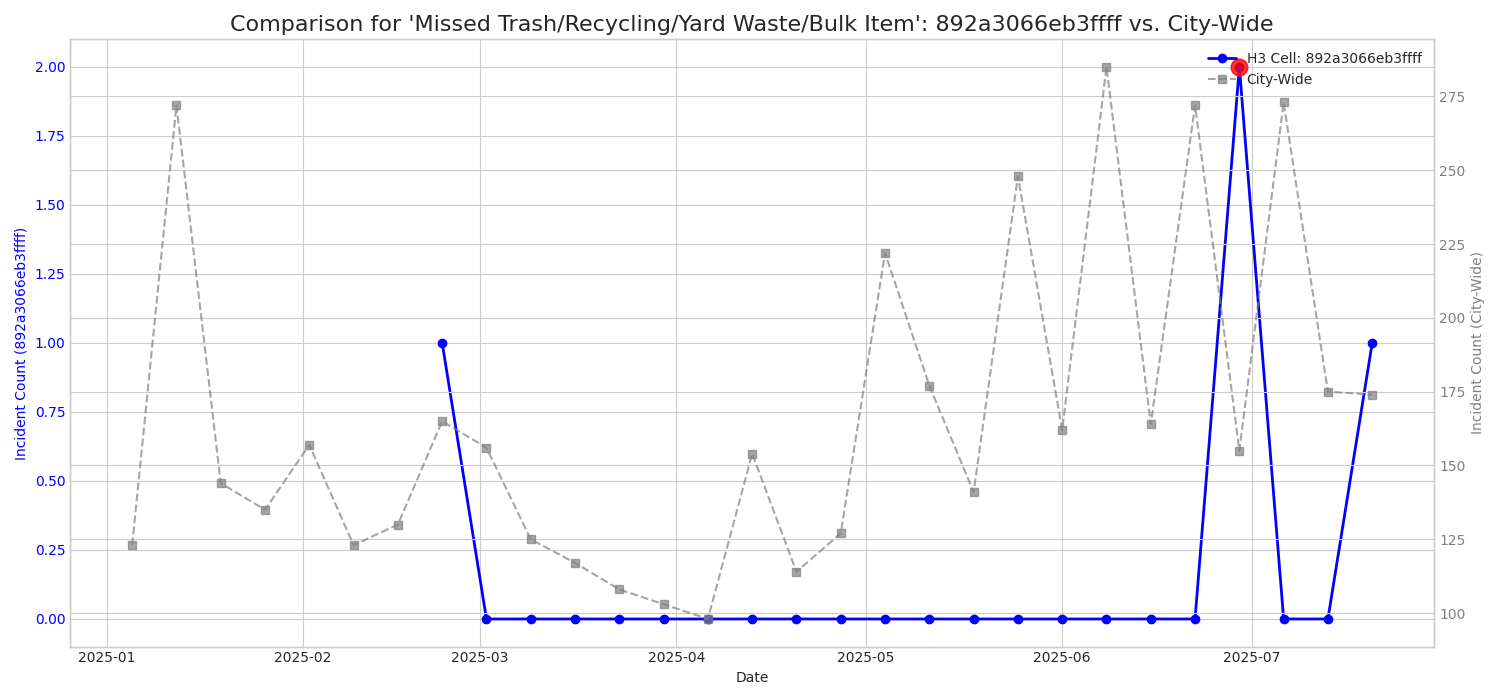 Comparison for 'Missed Trash/Recycling/Yard Waste/Bulk Item': 892a3066eb3ffff vs. City-Wide
H3 Cell: 892a3066eb3ffff
City-Wide
Incident Count (892a3066eb3ffff)
2.00
1.75
1.50
1.25
1.00
0.75
0.50
0.25
0.00
275
250
225
200
175
150
125
100
Incident Count (City-Wide)
2025-01 2025-02 2025-03 2025-04 2025-05 2025-06 2025-07
Date